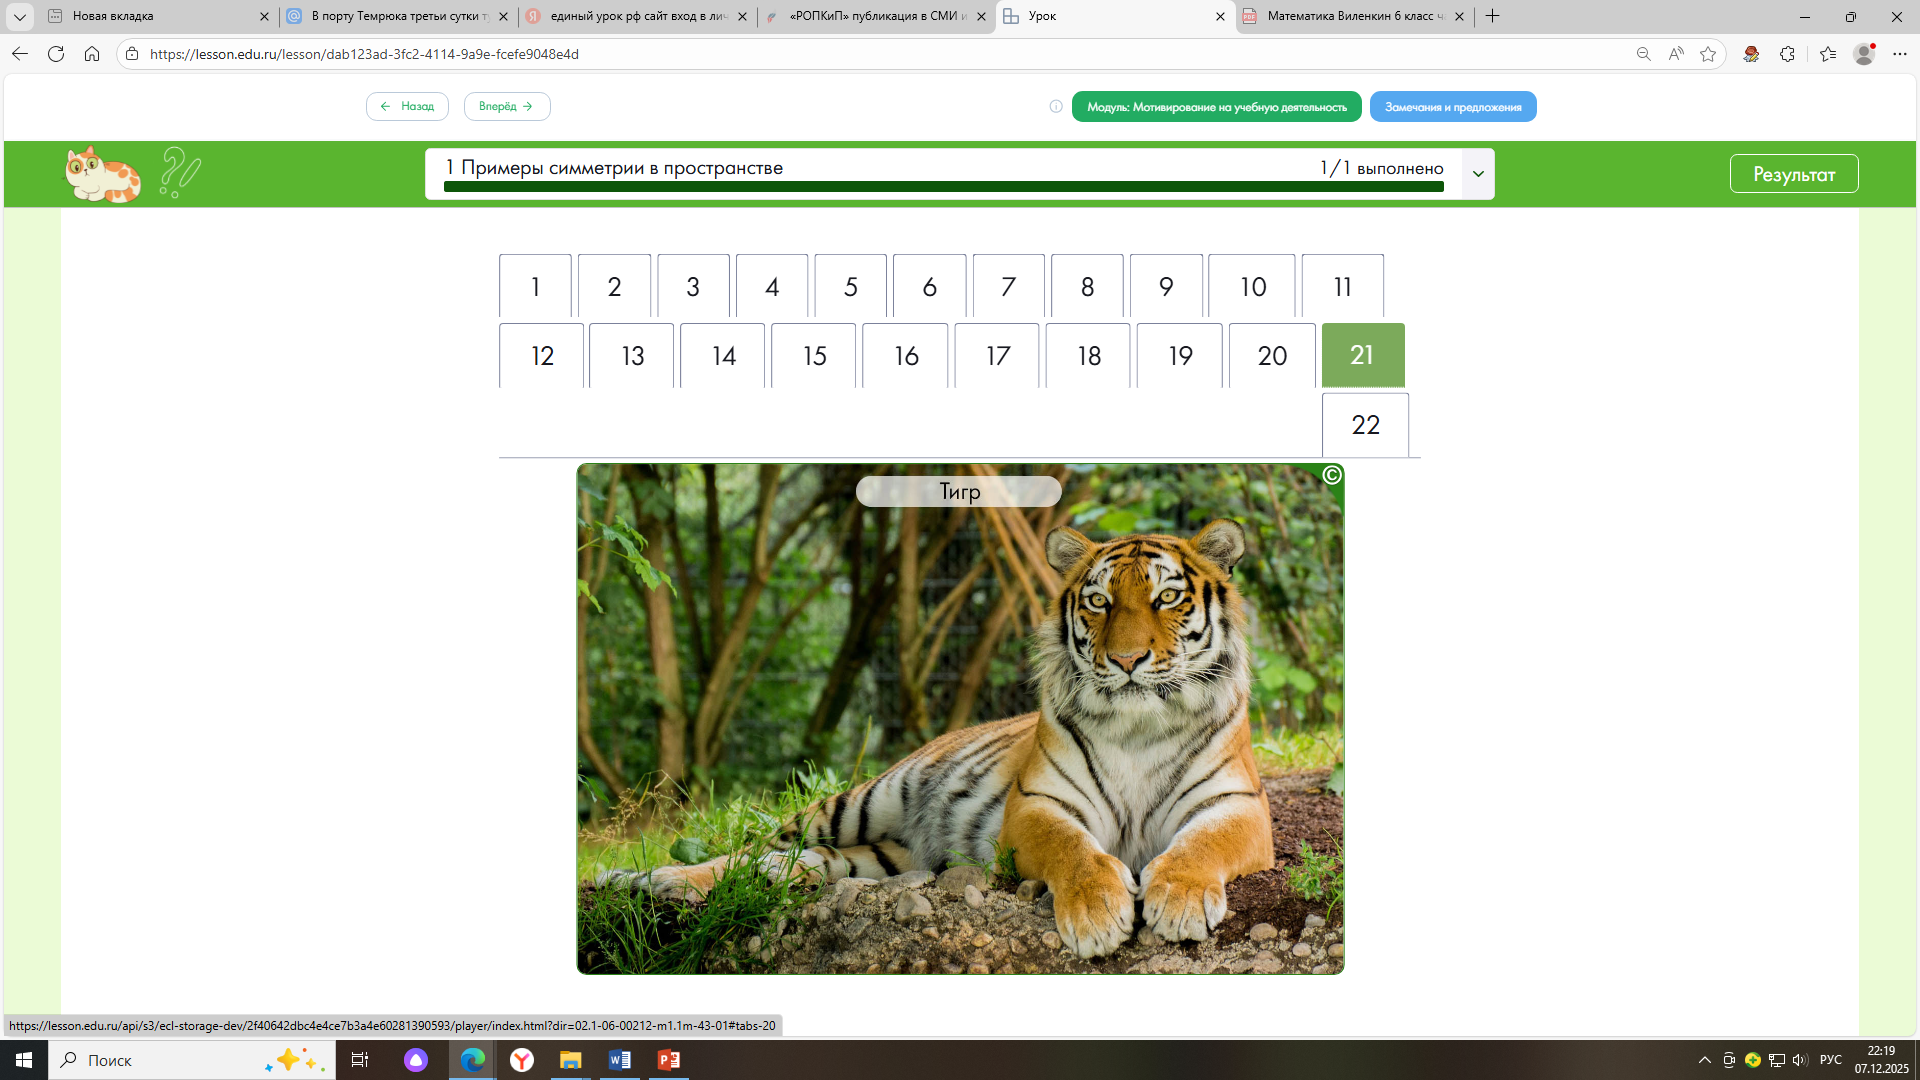 Новая вкладка
В порту Темрюка третьи сутки
единый урок рф сайт вход в
«РОПКиП» публикация в СМИ
Урок
Математика Виленкин 6 класс
https://lesson.edu.ru/lesson/dab123ad-3fc2-4114-9a9e-fcefe9048e4d
← Назад
Вперёд →
Модуль: Мотивирование на учебную деятельность
Замечания и предложения
1 Примеры симметрии в пространстве
1/1 выполнено
Результат
1 2 3 4 5 6 7 8 9 10 11
12 13 14 15 16 17 18 19 20 21
22
Тигр
©
https://lesson.edu.ru/api/s3/ecl-storage-dev/2f40642dbc4e4ce7b3a4e60281390593/player/index.html?dir=02.1-06-00212-m1.1m-43-01#tabs-20
Поиск
РУС
22:19
07.12.2025